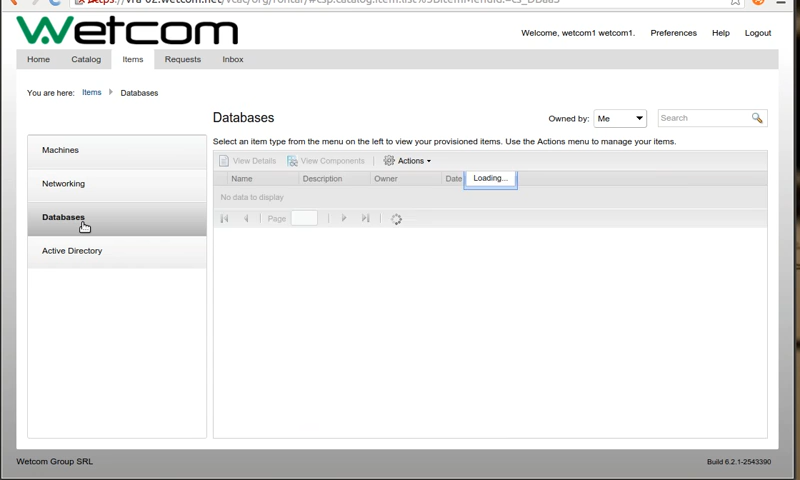 Wetcom
Welcome, wetcom1 wetcom1. Preferences Help Logout
Home Catalog Items Requests Inbox
You are here: Items Databases
Databases
Owned by: Me Search
Select an item type from the menu on the left to view your provisioned items. Use the Actions menu to manage your items.
Machines
Networking
Databases
Active Directory
View Details View Components Actions
Name Description Owner Date Loading...
No data to display
Page
Wetcom Group SRL
Build 6.2.1-2543390